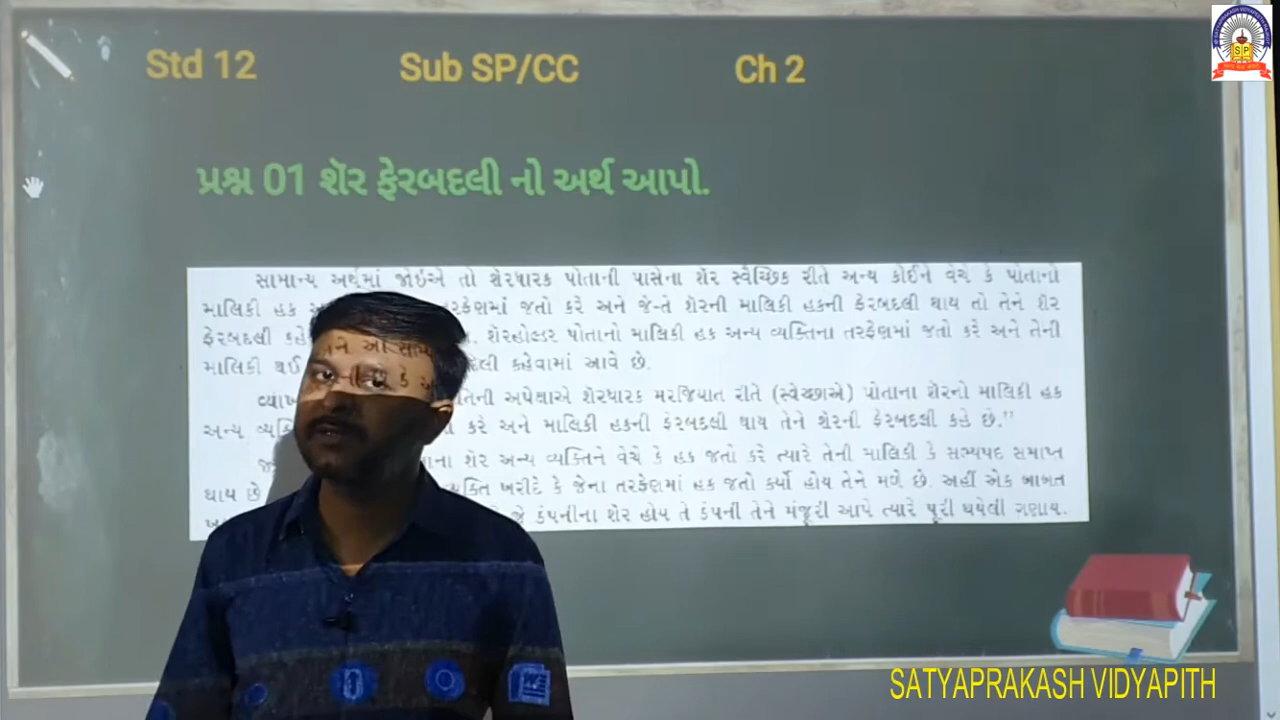 Std 12 Sub SP/CC Ch 2
પ્રશ્ન 01 શૅર ફેરબદલી નો અર્થ આપો.
સામાન્ય અર્થમાં જોઈએ તો શૅરધારક પોતાની પાસેના શૅર સ્વૈચ્છિક રીતે અન્ય કોઈને વેચે કે પોતાનો
માલિકી હક તરફેણમાં જતો કરે અને જે-તે શૅરની માલિકી હકની ફેરબદલી થાય તો તેને શૅર
ફેરબદલી શૅરહોલ્ડર પોતાનો માલિકી હક અન્ય વ્યક્તિના તરફેણમાં જતો કરે અને તેની
માલિકી થઈ કહેવામાં આવે છે.
અપેક્ષાએ શૅરધારક મરજિયાત રીતે (સ્વેચ્છાએ) પોતાના શૅરનો માલિકી હક
અન્ય કરે અને માલિકી હકની ફેરબદલી થાય તેને શૅરની ફેરબદલી કહે છે.”
શૅર અન્ય વ્યક્તિને વેચે કે હક જતો કરે ત્યારે તેની માલિકી કે સભ્યપદ સમાપ્ત
થાય છે ખરીદે કે જેના તરફેણમાં હક જતો કર્યો હોય તેને મળે છે. અહીં એક બાબત
જે કંપનીના શૅર હોય તે કંપની તેને મંજૂરી આપે ત્યારે પૂરી થયેલી ગણાય.
SATYAPRAKASH VIDYAPITH